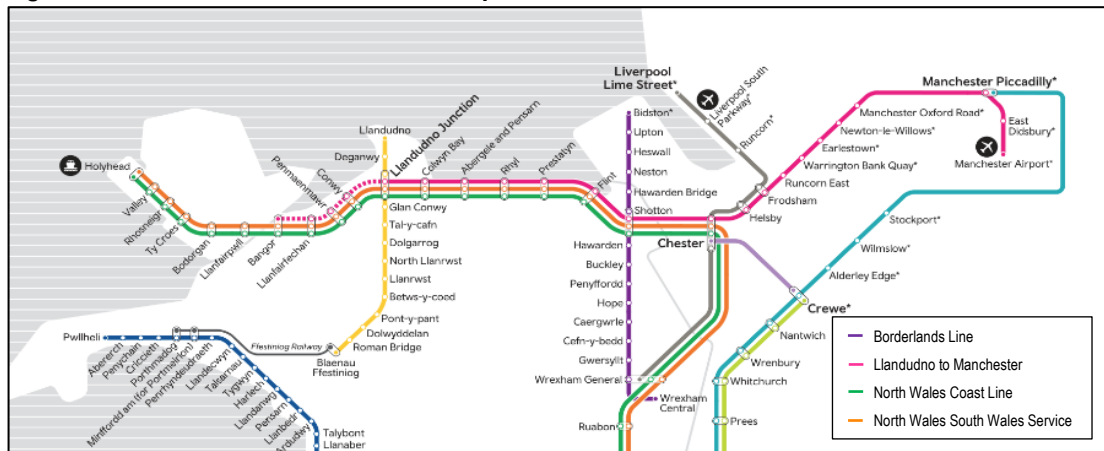 Liverpool
Lime Street*
Liverpool South
Parkway*
Runcorn*
Manchester Piccadilly*
Manchester Oxford Road*
Newton-le-Willows*
Earlestown*
Warrington Bank Quay*
Runcorn East
Frodsham
Helsby
East
Didsbury*
Manchester Airport*
Stockport*
Wilmslow*
Alderley Edge*
Crewe*
Nantwich
Wrenbury
Whitchurch
Prees
Chester
Bidston*
Upton
Heswall
Neston
Hawarden Bridge
Shotton
Hawarden
Buckley
Penyffordd
Hope
Caergwrle
Cefn-y-bedd
Gwersyllt
Wrexham General
Wrexham
Central
Ruabon
Holyhead
Valley
Rhosneigr
Ty Croes
Bodorgan
Llanfairpwll
Bangor
Llanfairfechan
Penmaenmawr
Conwy
Llandudno Junction
Colwyn Bay
Abergele and Pensarn
Rhyl
Prestatyn
Flint
Llandudno
Deganwy
Glan Conwy
Tal-y-cafn
Dolgarrog
North Llanrwst
Llanrwst
Betws-y-coed
Pont-y-pant
Dolwyddelan
Roman Bridge
Blaenau
Ffestiniog
Ffestiniog Railway
Pwllheli
Abererch
Penychain
Criccieth
Porthmadog
Minffordd am (for Portmeirion)
Penrhyndeudraeth
Llandecwyn
Talsarnau
Tygwyn
Harlech
Llandanwg
Pensarn
Llanbedr
Ardudwy
Talybont
Llanaber
Borderlands Line
Llandudno to Manchester
North Wales Coast Line
North Wales South Wales Service